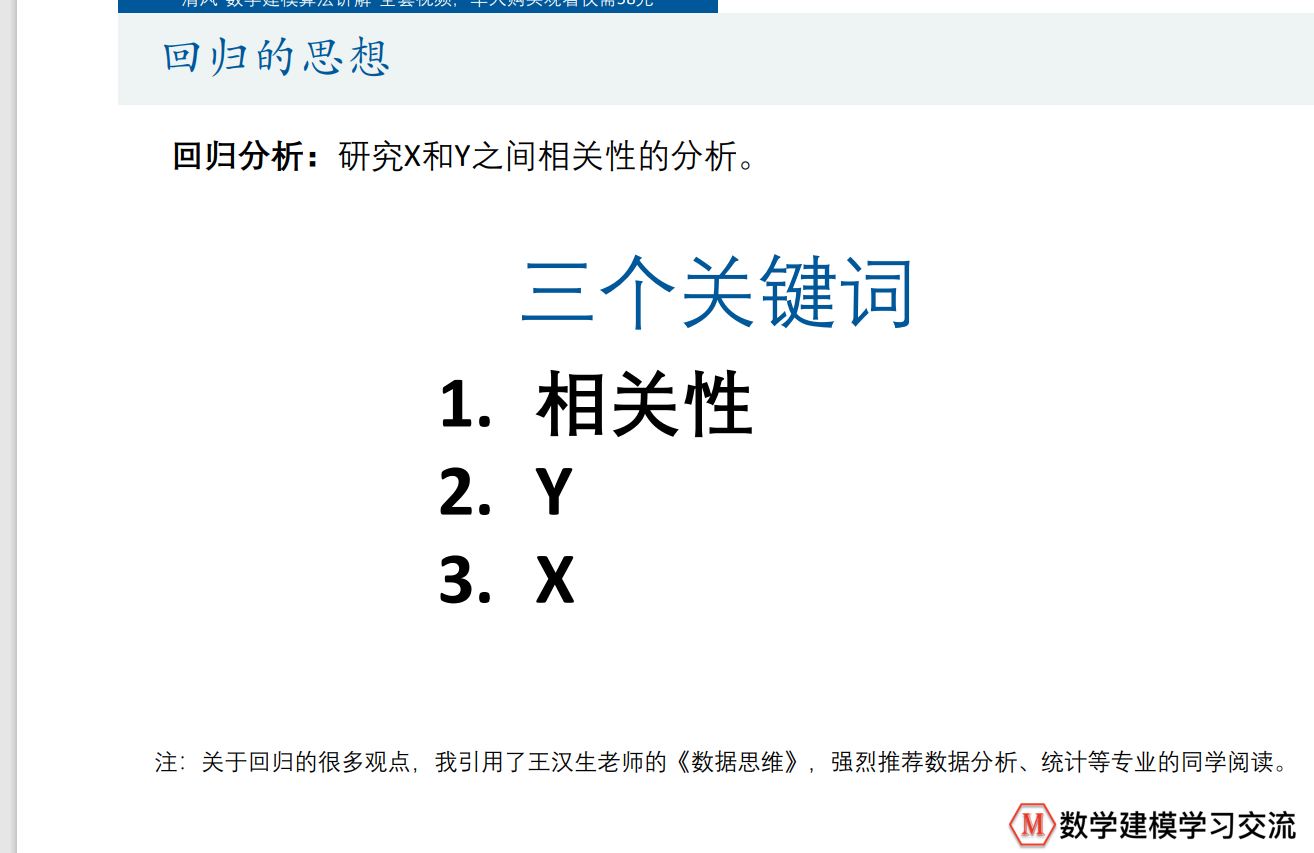 回归的思想
回归分析：研究X和Y之间相关性的分析。
三个关键词
1. 相关性
2. Y
3. X
注：关于回归的很多观点，我引用了王汉生老师的《数据思维》，强烈推荐数据分析、统计等专业的同学阅读。
M 数学建模学习交流